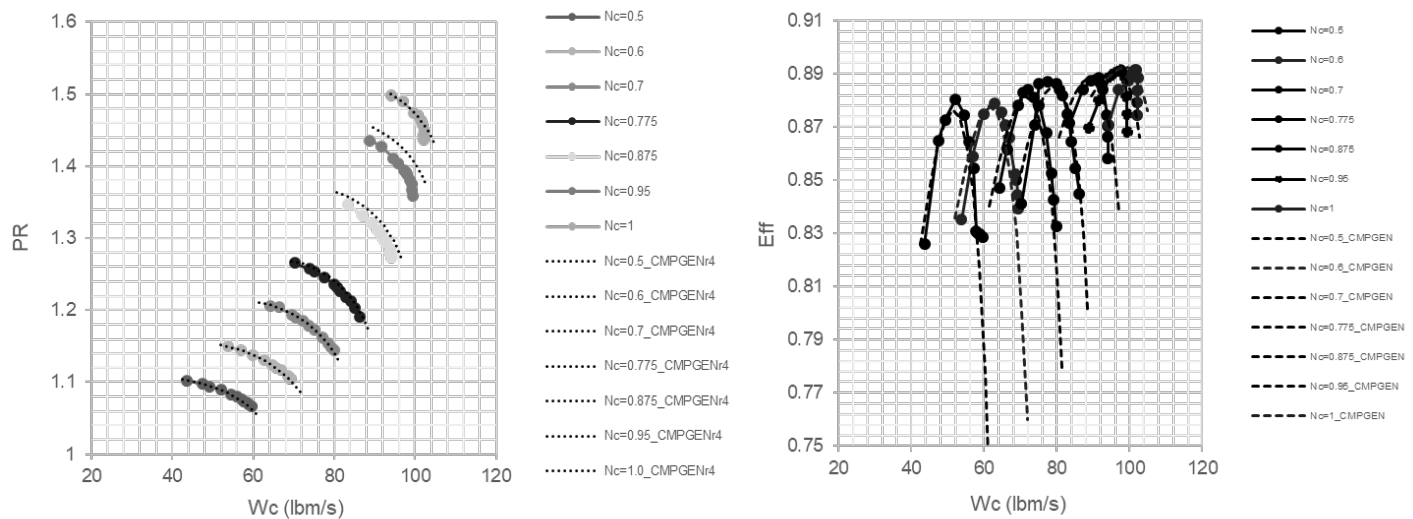 PR
1.6
1.5
1.4
1.3
1.2
1.1
1
20
40
60
80
100
120
Wc (lbm/s)
Nc=0.5
Nc=0.6
Nc=0.7
Nc=0.775
Nc=0.875
Nc=0.95
Nc=1
Nc=0.5_CMPGENr4
Nc=0.6_CMPGENr4
Nc=0.7_CMPGENr4
Nc=0.775_CMPGENr4
Nc=0.875_CMPGENr4
Nc=0.95_CMPGENr4
Nc=1.0_CMPGENr4
Eff
0.91
0.89
0.87
0.85
0.83
0.81
0.79
0.77
0.75
20
40
60
80
100
120
Wc (lbm/s)
Nc=0.5
Nc=0.6
Nc=0.7
Nc=0.775
Nc=0.875
Nc=0.95
Nc=1
Nc=0.5_CMPGEN
Nc=0.6_CMPGEN
Nc=0.7_CMPGEN
Nc=0.775_CMPGEN
Nc=0.875_CMPGEN
Nc=0.95_CMPGEN
Nc=1_CMPGEN